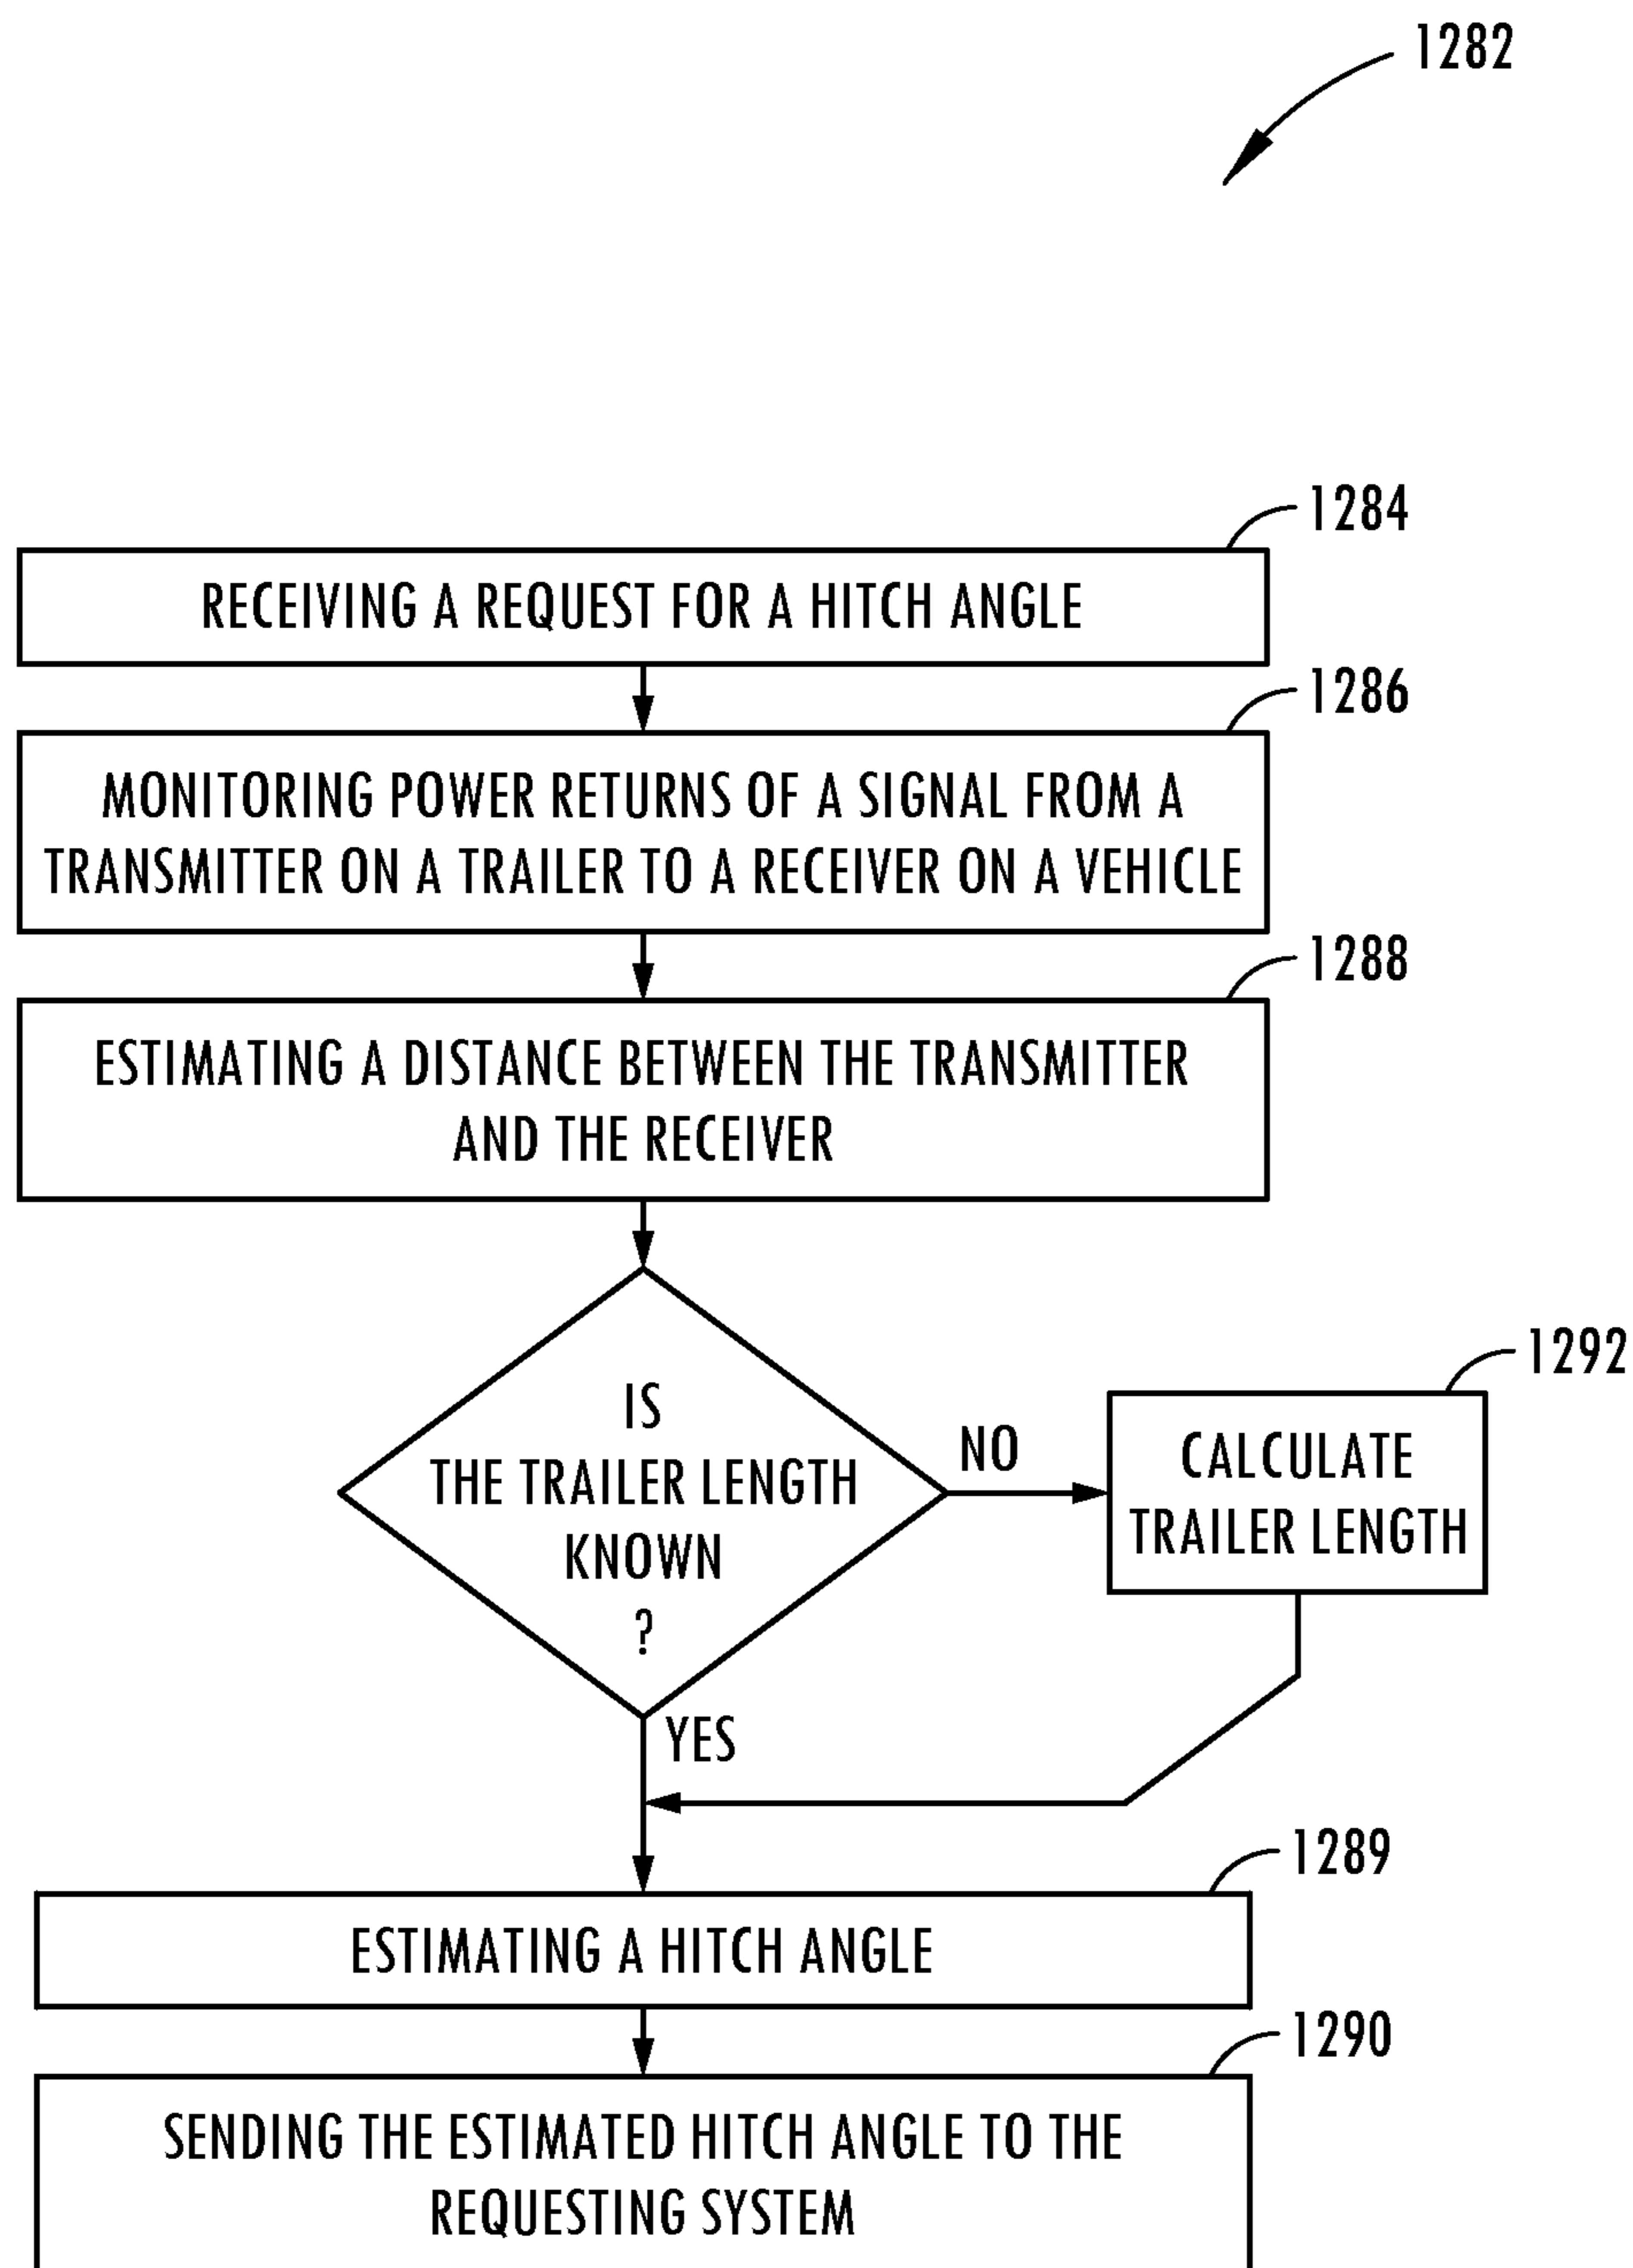 1282
1284
RECEIVING A REQUEST FOR A HITCH ANGLE
1286
MONITORING POWER RETURNS OF A SIGNAL FROM A
TRANSMITTER ON A TRAILER TO A RECEIVER ON A VEHICLE
1288
ESTIMATING A DISTANCE BETWEEN THE TRANSMITTER
AND THE RECEIVER
IS
THE TRAILER LENGTH
KNOWN
?
NO
1292
CALCULATE
TRAILER LENGTH
YES
1289
ESTIMATING A HITCH ANGLE
1290
SENDING THE ESTIMATED HITCH ANGLE TO THE
REQUESTING SYSTEM